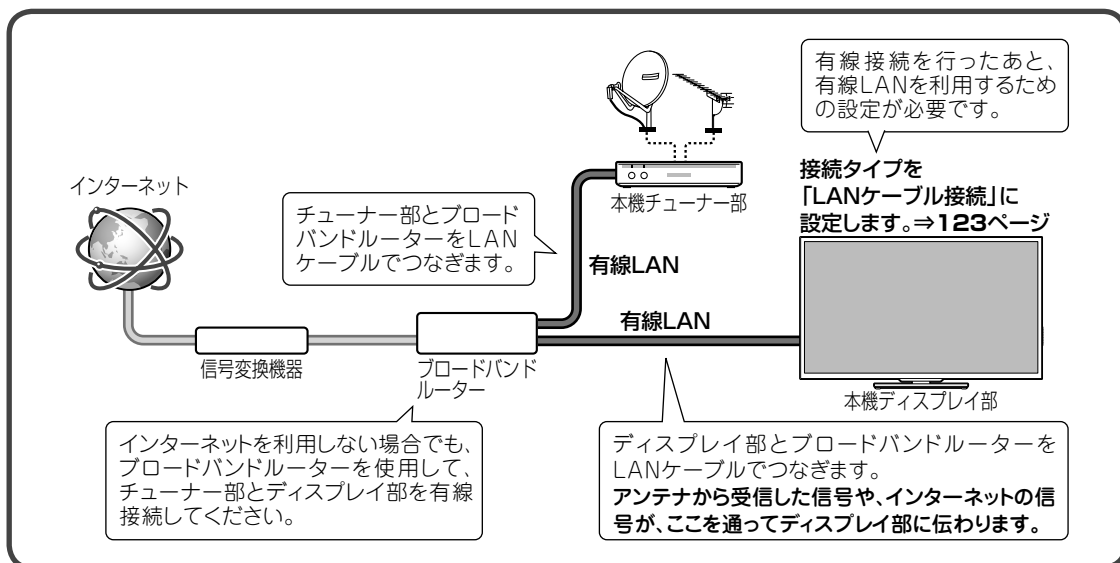 有線接続を行ったあと、
有線LANを利用するため
の設定が必要です。
接続タイプを
「LANケーブル接続」に
設定します。⇒123ページ
インターネット
本機チューナー部
チューナー部とブロード
バンドルーターをLAN
ケーブルでつなぎます。
有線LAN
有線LAN
信号変換機器
ブロードバンド
ルーター
本機ディスプレイ部
インターネットを利用しない場合でも、
ブロードバンドルーターを使用して、
チューナー部とディスプレイ部を有線
接続してください。
ディスプレイ部とブロードバンドルーターを
LANケーブルでつなぎます。
アンテナから受信した信号や、インターネットの信
号が、ここを通ってディスプレイ部に伝わります。